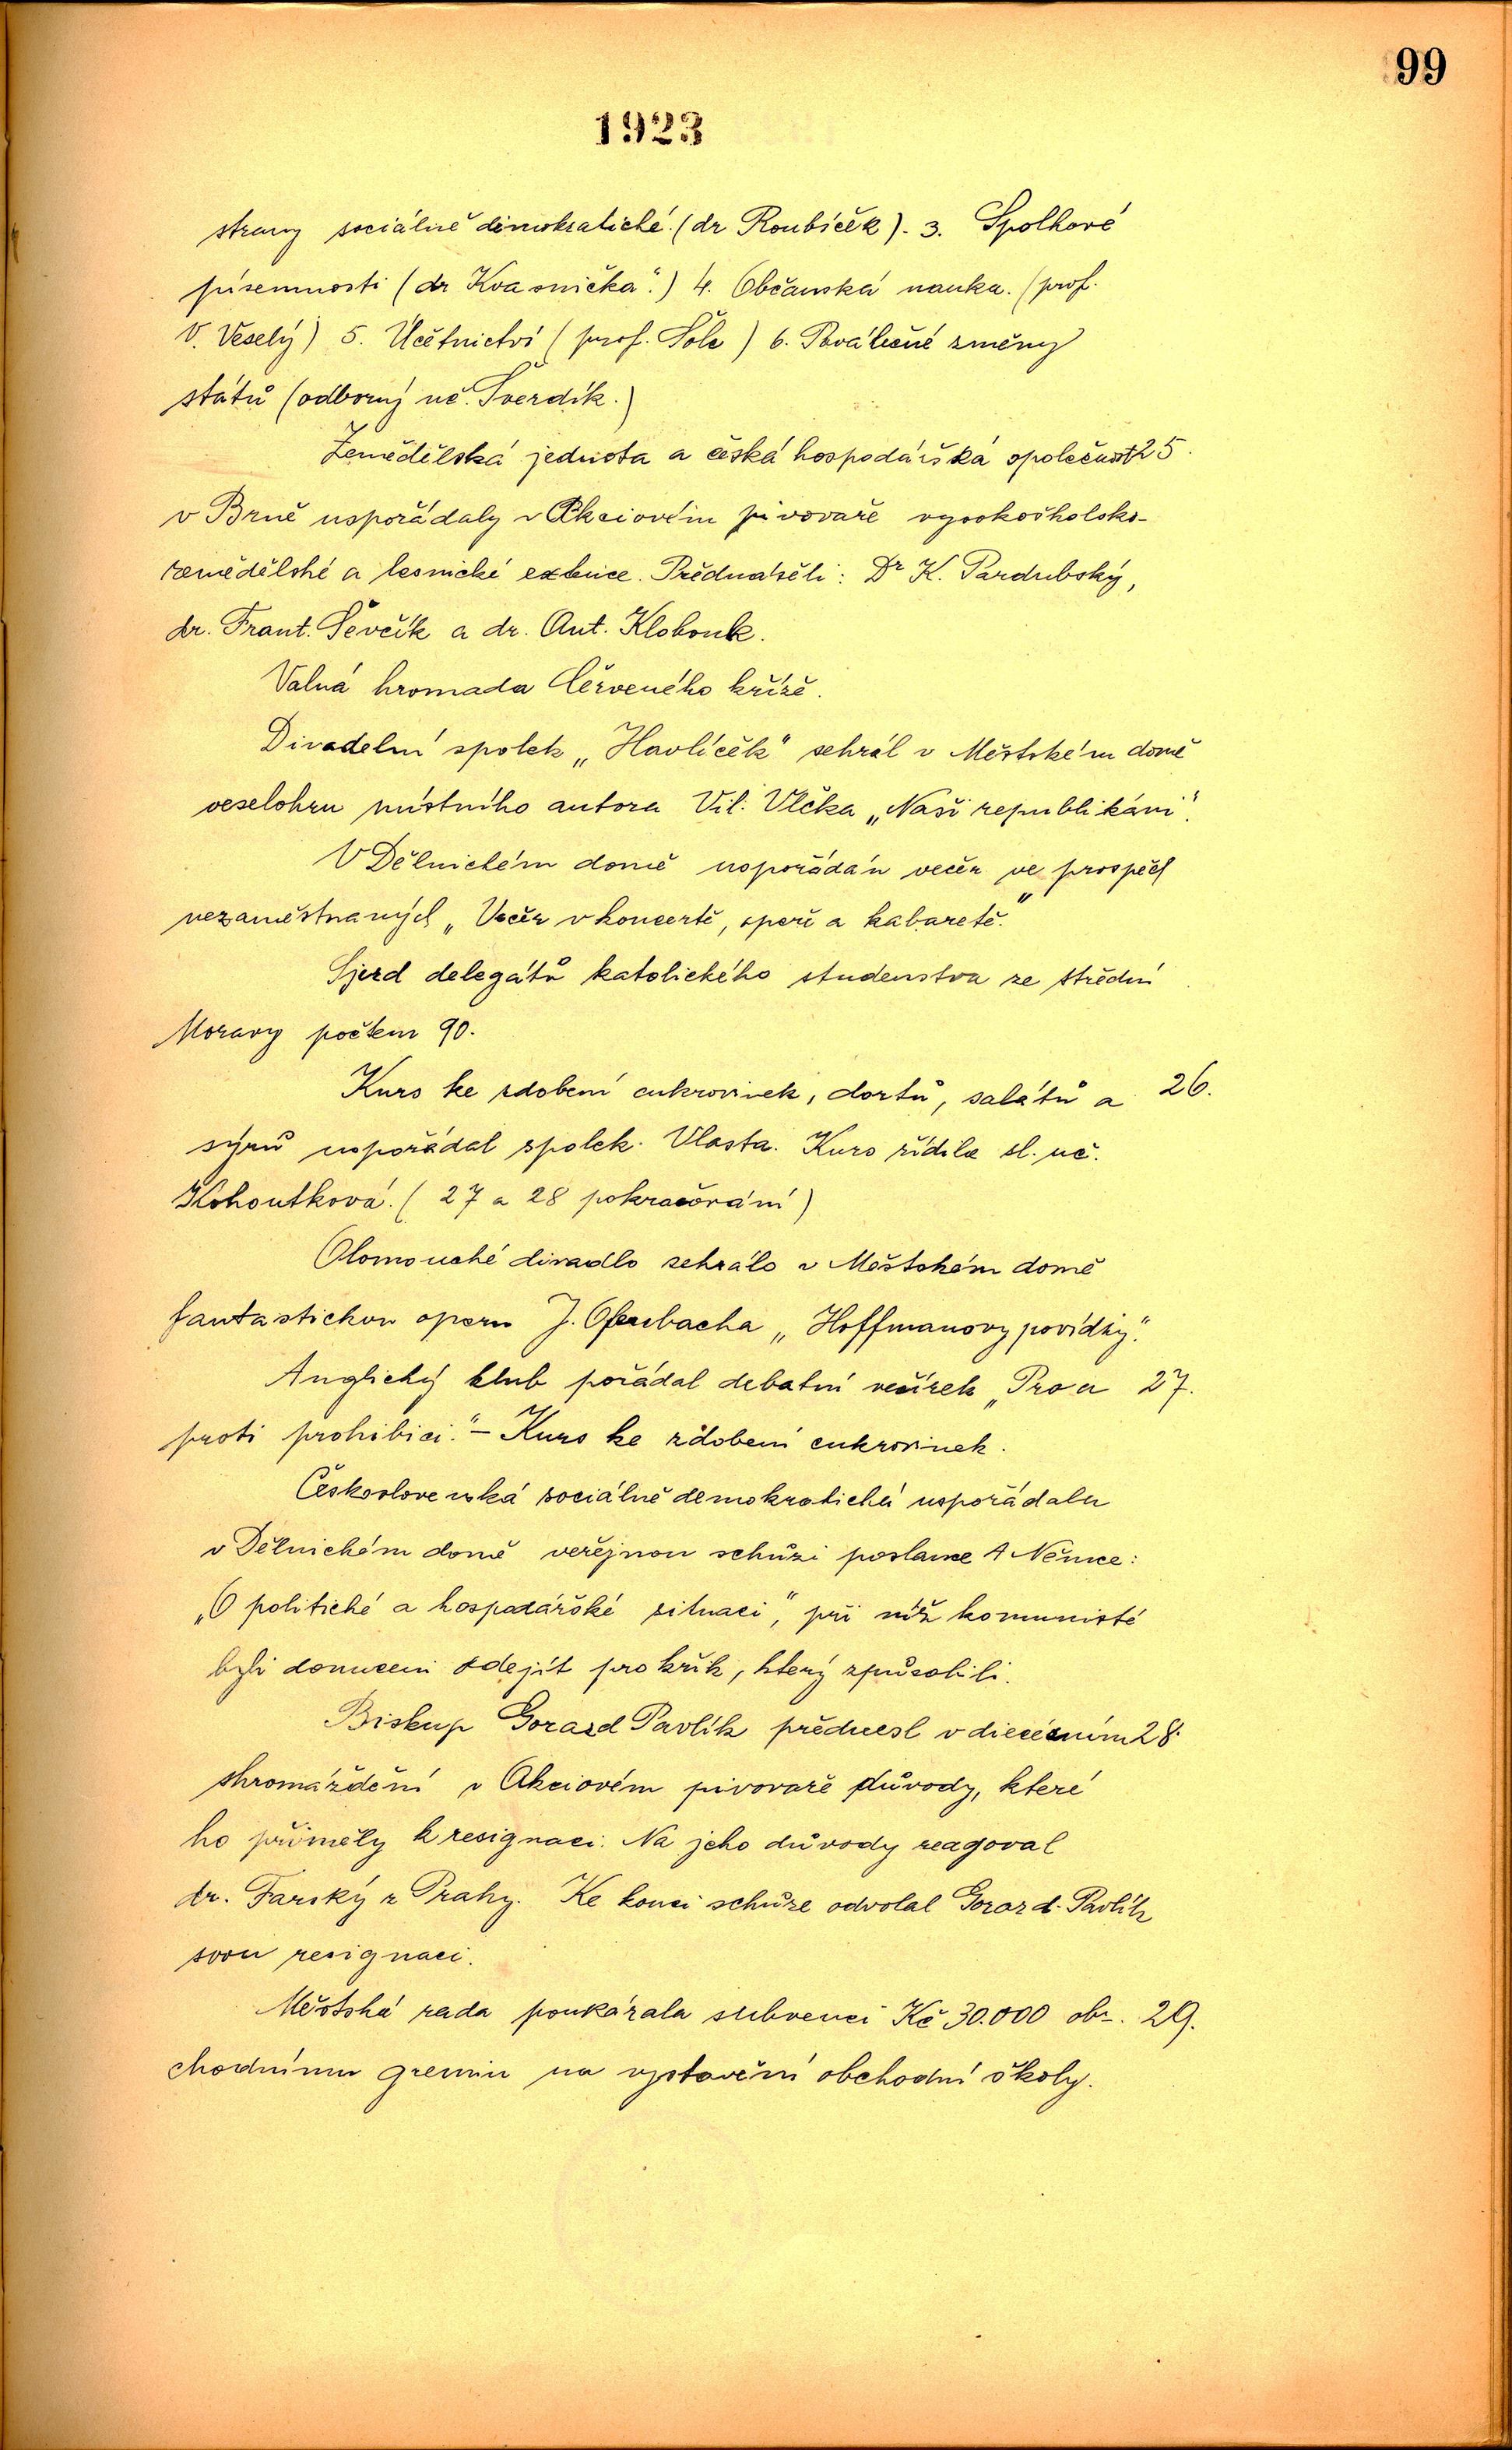 99
1923
strany sociálně demokratické. (dr Roubíček). 3. Spolkové
písemnosti (dr Kvasnička.) 4. Občanská nauka. (prof.
V. Veselý) 5. Účetnictví (prof. Šolc) 6. Poválečné změny
států (odborný uč. Šverdík.)
Zemědělská jednota a česká hospodářská společnost 25.
v Brně uspořádaly v Akciovém pivovaře vysokoškolsko-
zemědělské a lesnické extence. Přednášeli: Dr K. Pardubský,
dr. Frant. Ševčík a dr. Ant. Klobouk.
Valná hromada Červeného kříže.
Divadelní spolek „Havlíček" sehrál v Městském domě
veselohru místního autora Vil. Vlčka „Naši republikáni".
V Dělnickém domě uspořádán večer ve prospěch
nezaměstnaných „Večer v koncertě, opeře a kabaretě."
Sjezd delegátů katolického studenstva ze střední
Moravy počtem 90.
Kurs ke zdobení cukrovinek, dortů, salátů a 26.
sýrů uspořádal spolek Vlasta. Kurs řídila sl. uč.
Kohoutková. (27 a 28 pokračování)
Olomoucké divadlo sehrálo v Městském domě
fantastickou operu J. Ofenbacha „Hoffmanovy povídky".
Anglický klub pořádal debatní večírek „Pro a 27.
proti prohibici." – Kurs ke zdobení cukrovinek.
Československá sociálně demokratická uspořádala
v Dělnickém domě veřejnou schůzi poslance A Němce:
„O politické a hospodářské situaci", při níž komunisté
byli donuceni odejít pro křik, který způsobili.
Biskup Gorazd Pavlík přednesl v diecésním 28.
shromáždění v Akciovém pivovaře důvody, které
ho přiměly k resignaci. Na jeho důvody reagoval
dr. Farský z Prahy. Ke konci schůze odvolal Gorazd Pavlík
svou resignaci.
Městská rada poukázala subvenci Kč 30.000 ob-. 29.
chodnímu gremiu na vystavění obchodní školy.